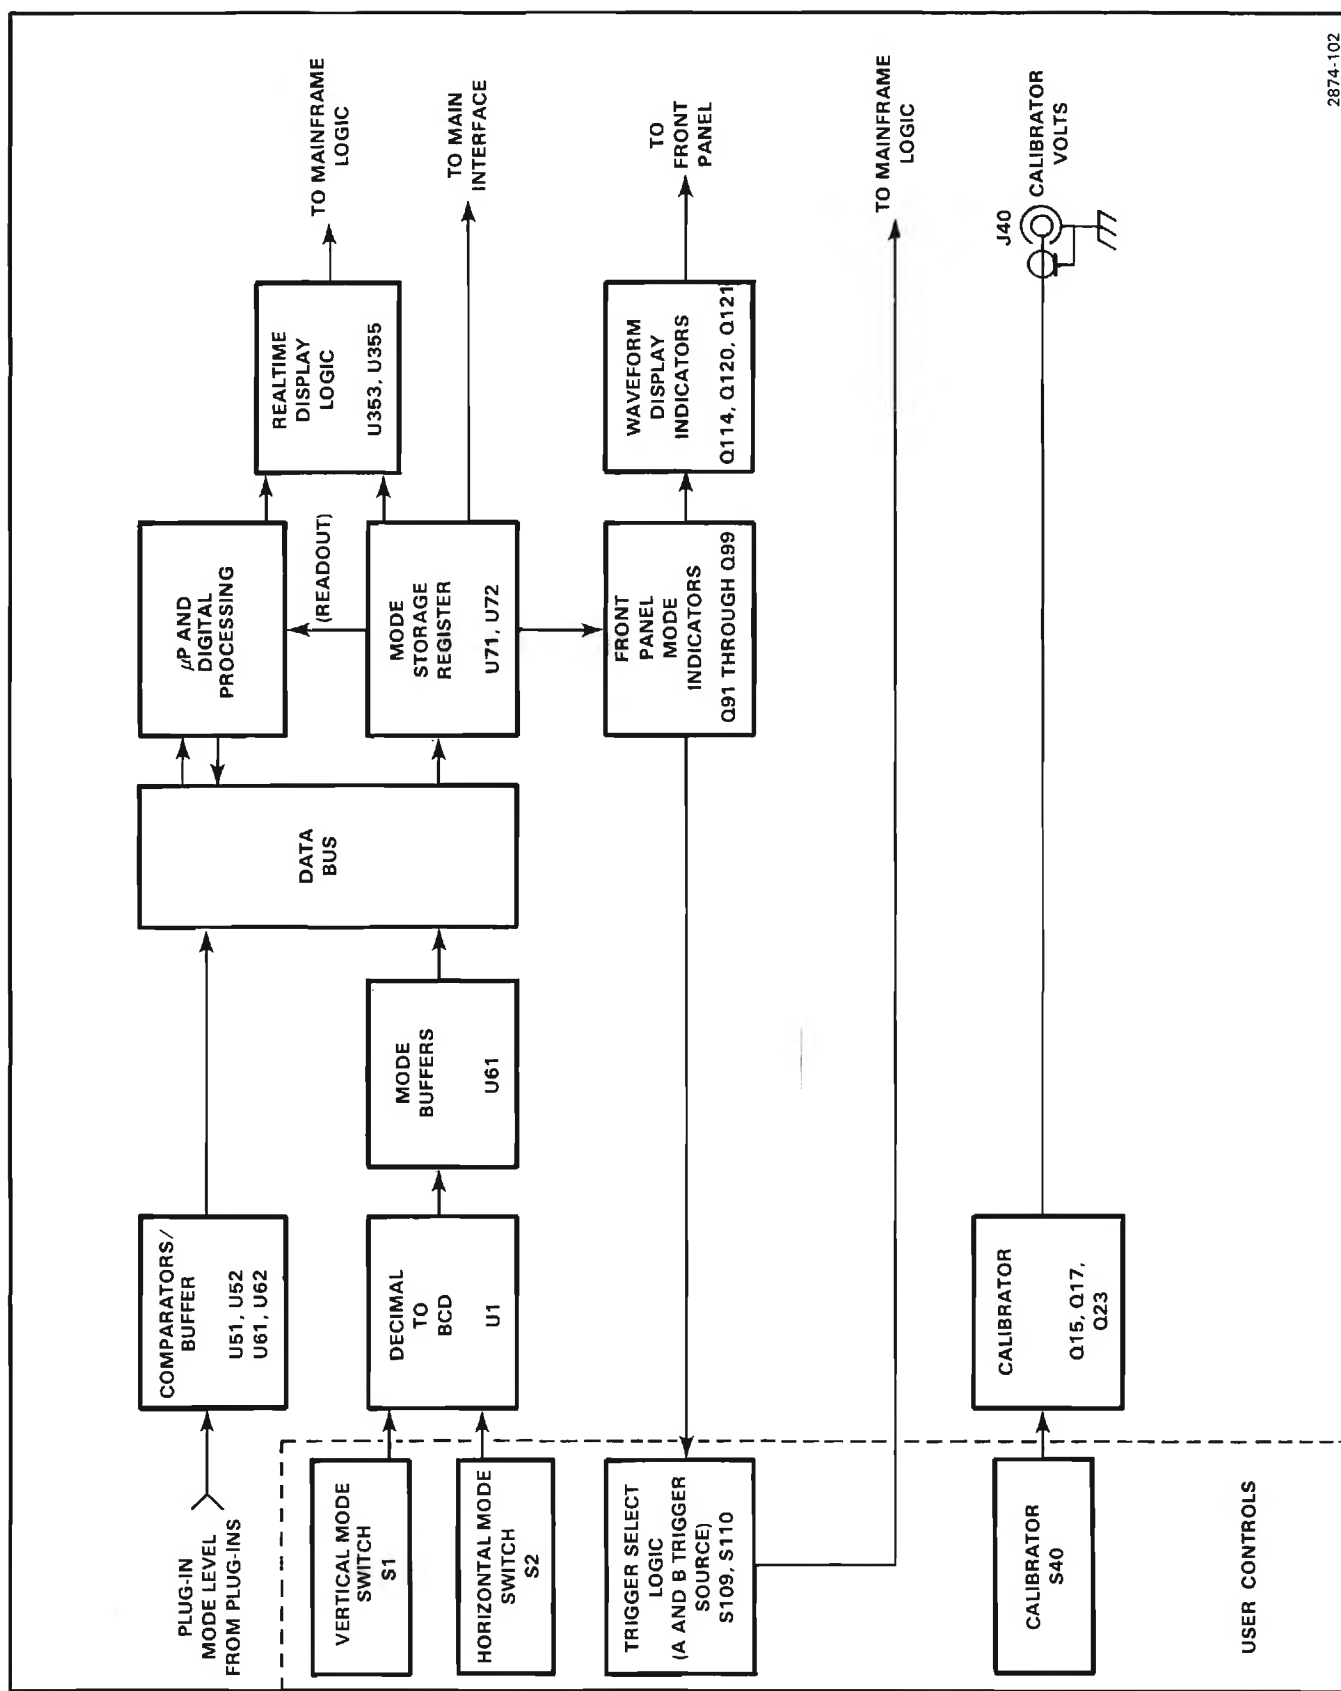 PLUG-IN
MODE LEVEL
FROM PLUG-INS
COMPARATORS/
BUFFER
U51, U52
U61, U62
DATA
BUS
μP AND
DIGITAL
PROCESSING
(READOUT)
REALTIME
DISPLAY
LOGIC
U353, U355
TO MAINFRAME
LOGIC
VERTICAL MODE
SWITCH
S1
HORIZONTAL MODE
SWITCH
S2
DECIMAL
TO
BCD
U1
MODE
BUFFERS
U61
MODE
STORAGE
REGISTER
U71, U72
TO MAIN
INTERFACE
TRIGGER SELECT
LOGIC
(A AND B TRIGGER
SOURCE)
S109, S110
FRONT
PANEL
MODE
INDICATORS
Q91 THROUGH Q99
WAVEFORM
DISPLAY
INDICATORS
Q114, Q120, Q121
TO
FRONT
PANEL
TO MAINFRAME
LOGIC
CALIBRATOR
S40
CALIBRATOR
Q15, Q17,
Q23
J40
CALIBRATOR
VOLTS
USER CONTROLS
2874-102